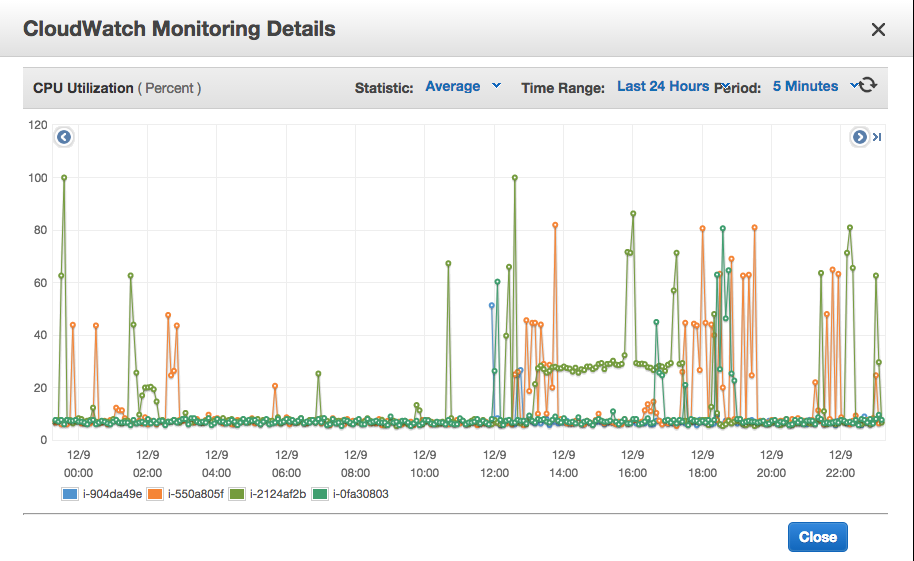 CloudWatch Monitoring Details
CPU Utilization ( Percent ) Statistic: Average Time Range: Last 24 Hours Period: 5 Minutes
120
100
80
60
40
20
0
12/9 12/9 12/9 12/9 12/9 12/9 12/9 12/9 12/9 12/9 12/9 12/9
00:00 02:00 04:00 06:00 08:00 10:00 12:00 14:00 16:00 18:00 20:00 22:00
i-904da49e i-550a805f i-2124af2b i-0fa30803
Close